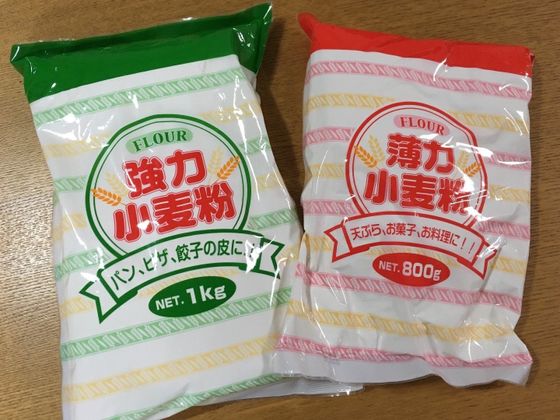 FLOUR
強力
小麦粉
パン、ピザ、餃子の皮に!!
NET. 1kg
FLOUR
薄力
小麦粉
天ぷら、お菓子、お料理に!!
NET. 800g